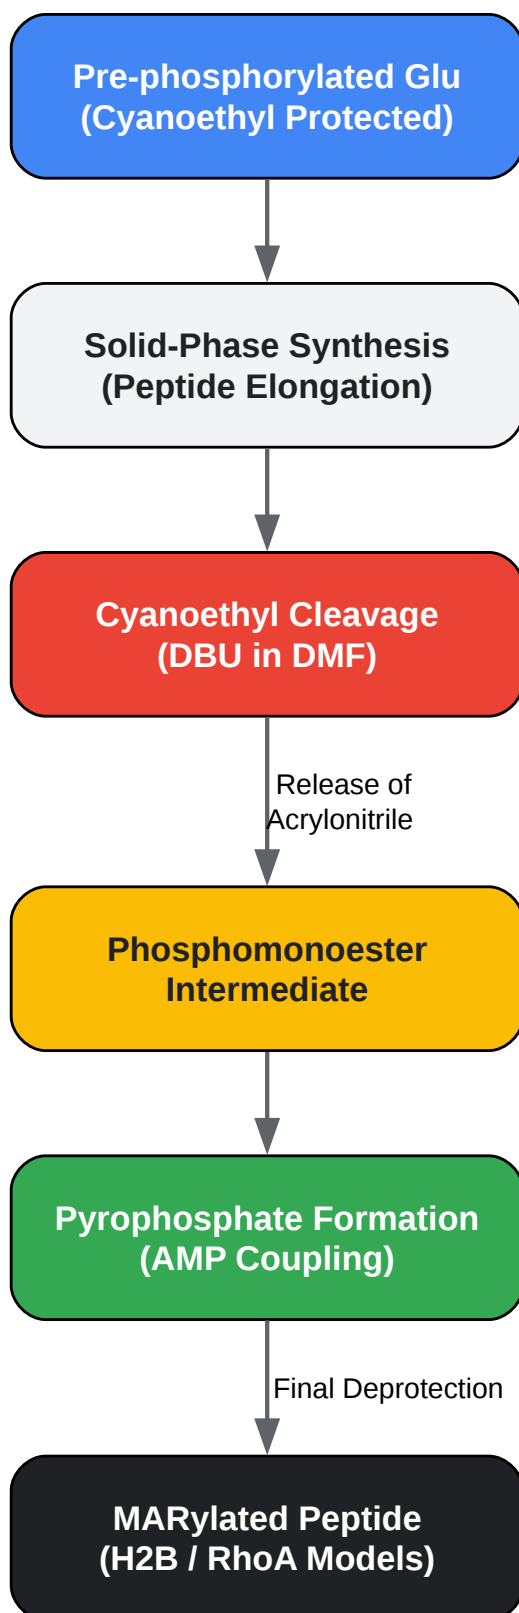 Pre-phosphorylated Glu
(Cyanoethyl Protected)
Solid-Phase Synthesis
(Peptide Elongation)
Cyanoethyl Cleavage
(DBU in DMF)
Release of
Acrylonitrile
Phosphomonoester
Intermediate
Pyrophosphate Formation
(AMP Coupling)
Final Deprotection
MARylated Peptide
(H2B / RhoA Models)